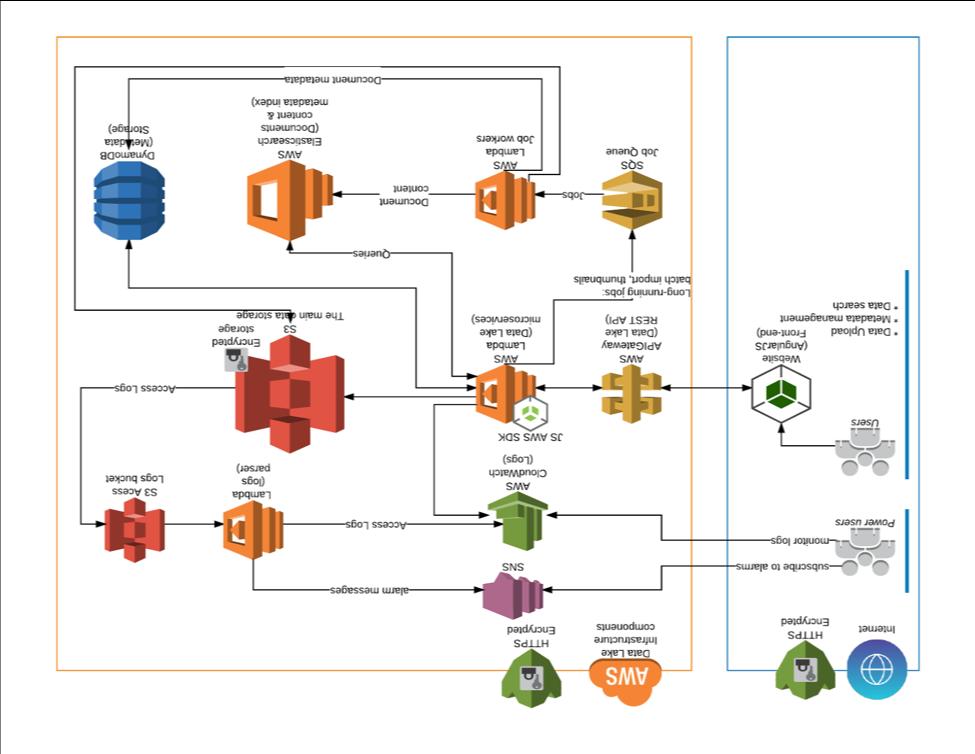 Internet
HTTPS
Encrypted
AWS
Data Lake
Infrastructure
components
HTTPS
Encrypted
Power users
subscribe to alarms
monitor logs
SNS
alarm messages
AWS
CloudWatch
(Logs)
Access Logs
Lambda
(logs
parser)
S3 Acess
Logs bucket
Users
Website
(AngularJS
Front-end)
• Data Upload
• Metadata management
• Data search
AWS
APIGateway
(Data Lake
REST API)
JS AWS SDK
AWS
Lambda
(Data Lake
microservices)
Access Logs
Encrypted
storage
S3
The main data storage
Long-running jobs:
batch import, thumbnails
Queries
SQS
Job Queue
Jobs
AWS
Lambda
Job workers
Document
content
AWS
Elasticsearch
(Documents
content &
metadata index)
DynamoDB
(Metadata
Storage)
Document metadata